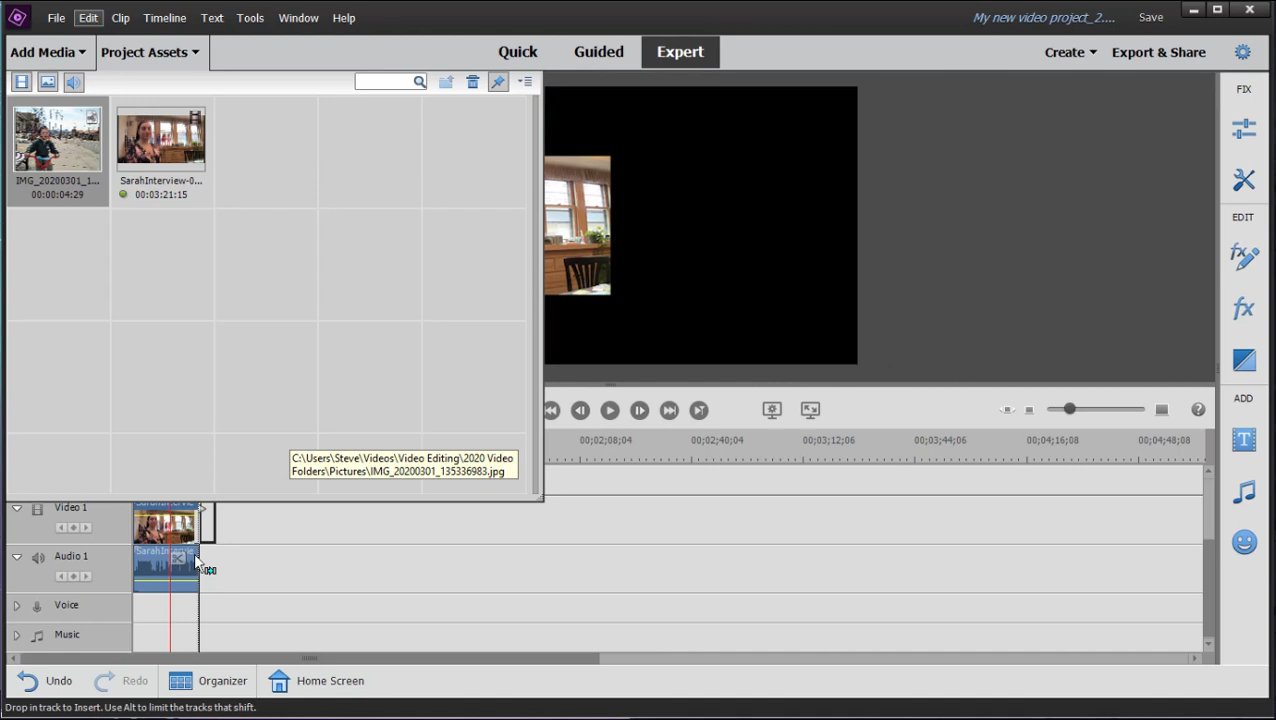 File Edit Clip Timeline Text Tools Window Help
My new video project_2.... Save
Add Media Project Assets Quick Guided Expert Create Export & Share
FIX
IMG_20200301_1...
00:00:04:29
SarahInterview-0...
00:03:21:15
EDIT
ADD
00;02;08;04 00;02;40;04 00;03;12;06 00;03;44;06 00;04;16;08 00;04;48;08
C:\Users\Steve\Videos\Video Editing\2020 Video
Folders\Pictures\IMG_20200301_135336983.jpg
Video 1
SarahIntervie
Audio 1
SarahIntervie
Voice
Music
Undo Redo Organizer Home Screen
Drop in track to Insert. Use Alt to limit the tracks that shift.